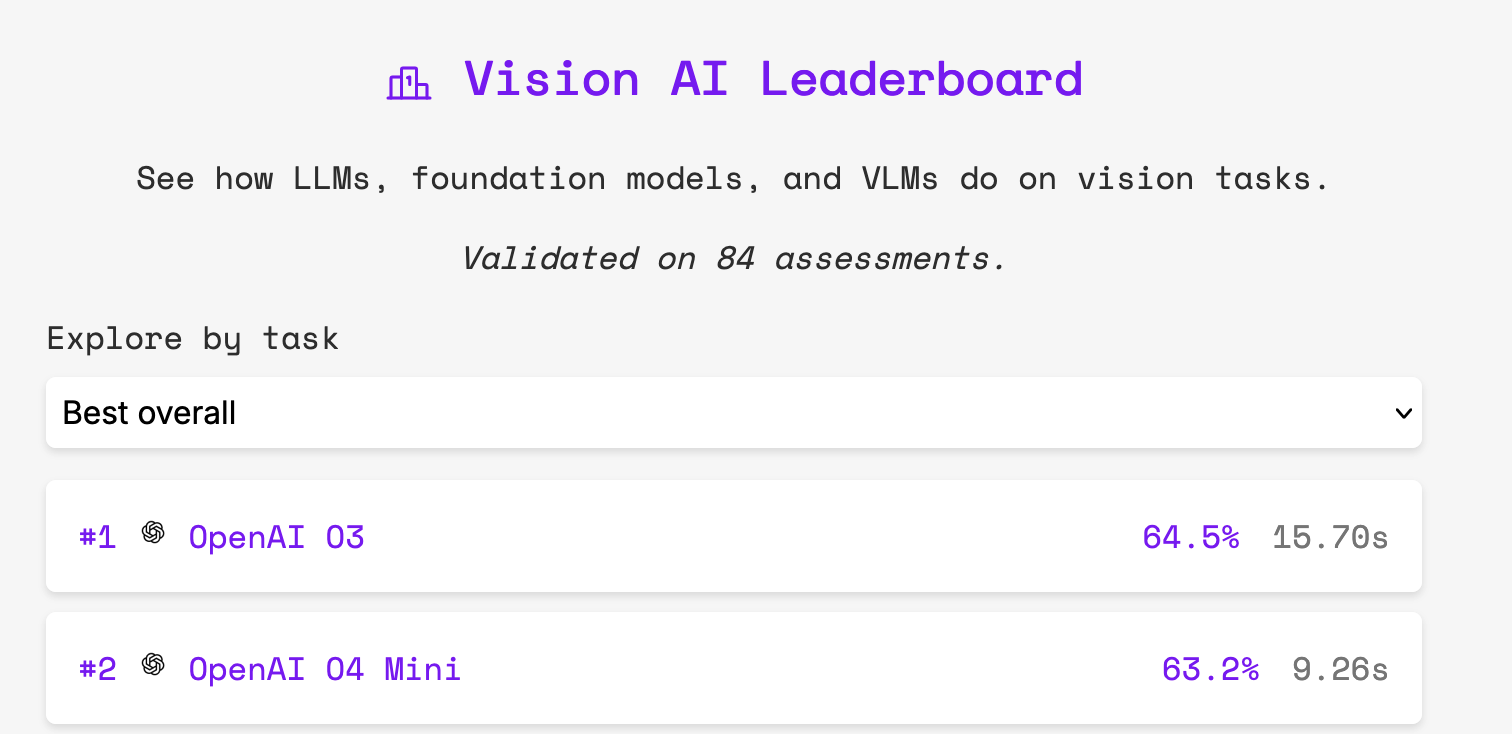 Vision AI Leaderboard
See how LLMs, foundation models, and VLMs do on vision tasks.
Validated on 84 assessments.
Explore by task
Best overall
#1 OpenAI O3 64.5% 15.70s
#2 OpenAI O4 Mini 63.2% 9.26s